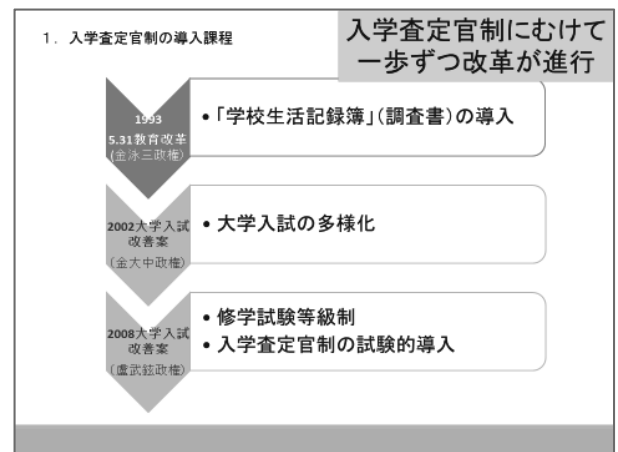 1. 入学査定官制の導入課程
入学査定官制にむけて
一歩ずつ改革が進行
1993
5.31教育改革
(金泳三政権)
•「学校生活記録簿」(調査書)の導入
2002大学入試
改善案
(金大中政権)
• 大学入試の多様化
2008大学入試
改善案
(盧武鉉政権)
• 修学試験等級制
• 入学査定官制の試験的導入